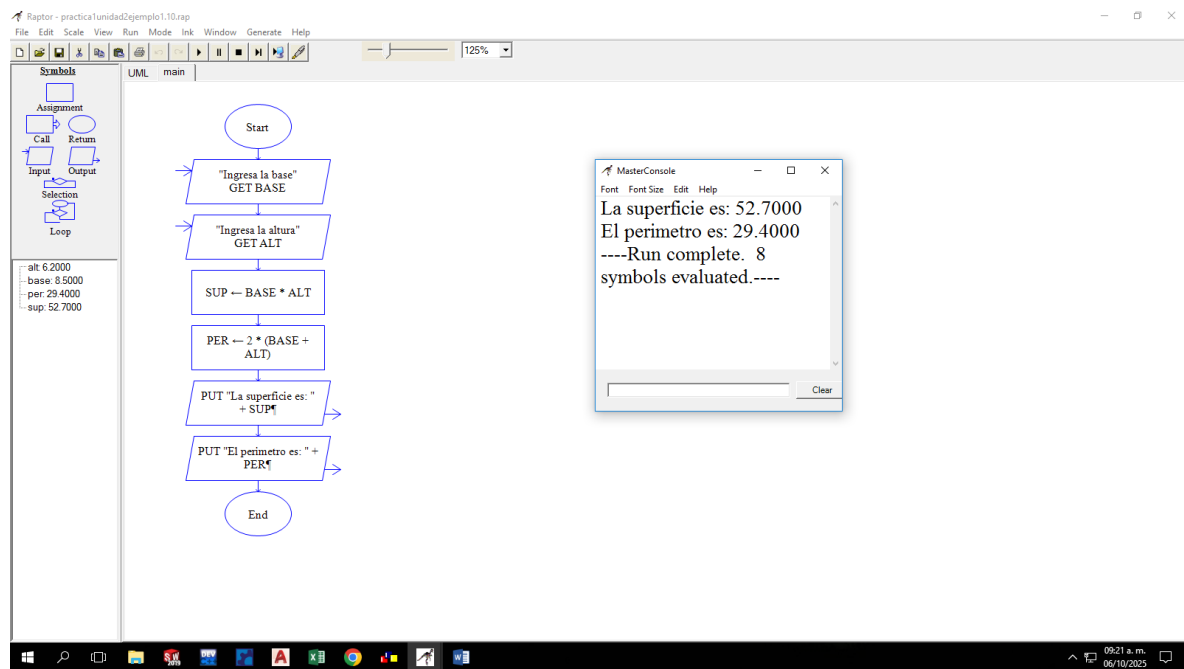 Raptor - practica1unidad2ejemplo1.10.rap
File Edit Scale View Run Mode Ink Window Generate Help
125%
Symbols
Assignment
Call Return
Input Output
Selection
Loop
alt: 6.2000
base: 8.5000
per: 29.4000
sup: 52.7000
UML main
Start
"Ingresa la base"
GET BASE
"Ingresa la altura"
GET ALT
SUP ← BASE * ALT
PER ← 2 * (BASE +
ALT)
PUT "La superficie es: "
+ SUP¶
PUT "El perimetro es: " +
PER¶
End
MasterConsole
Font Font Size Edit Help
La superficie es: 52.7000
El perimetro es: 29.4000
----Run complete. 8
symbols evaluated.----
Clear
SW
2019
DEV
A
09:21 a. m.
06/10/2025